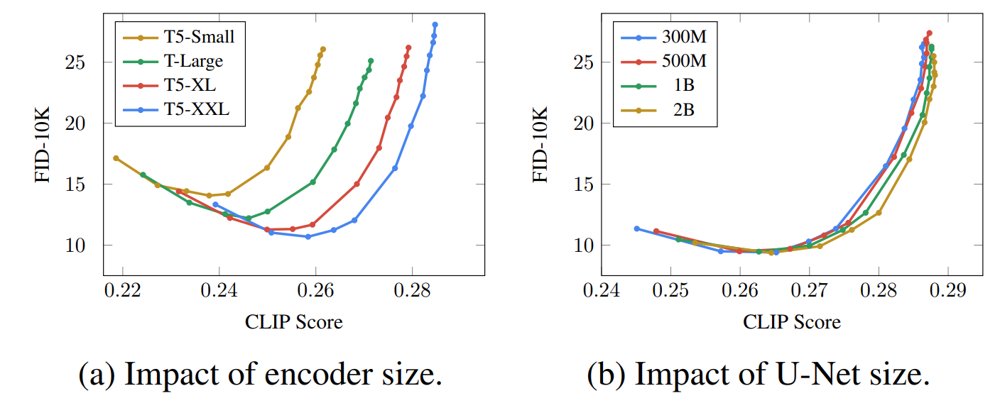 T5-Small
T-Large
T5-XL
T5-XXL
25
20
15
10
FID-10K
0.22 0.24 0.26 0.28
CLIP Score
(a) Impact of encoder size.
300M
500M
1B
2B
25
20
15
10
FID-10K
0.24 0.25 0.26 0.27 0.28 0.29
CLIP Score
(b) Impact of U-Net size.